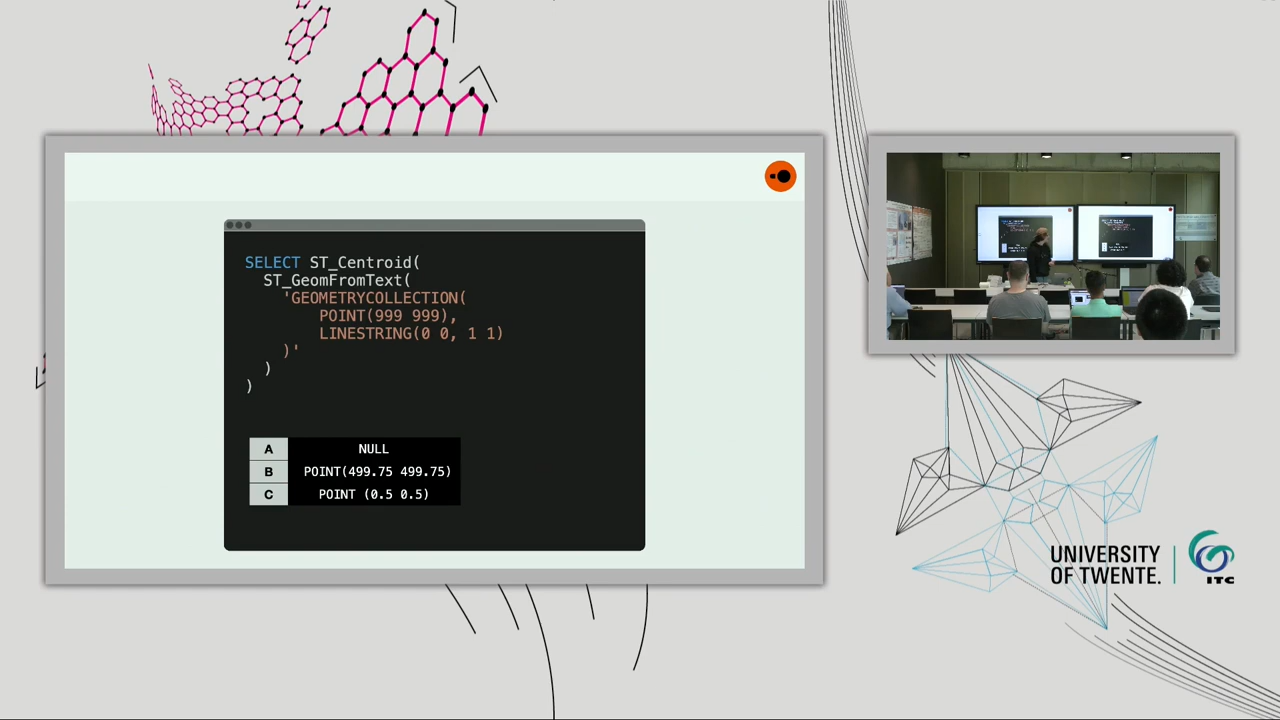 SELECT ST_Centroid(
ST_GeomFromText(
'GEOMETRYCOLLECTION(
POINT(999 999),
LINESTRING(0 0, 1 1)
)'
)
)
A NULL
B POINT(499.75 499.75)
C POINT (0.5 0.5)
UNIVERSITY
OF TWENTE.
ITC